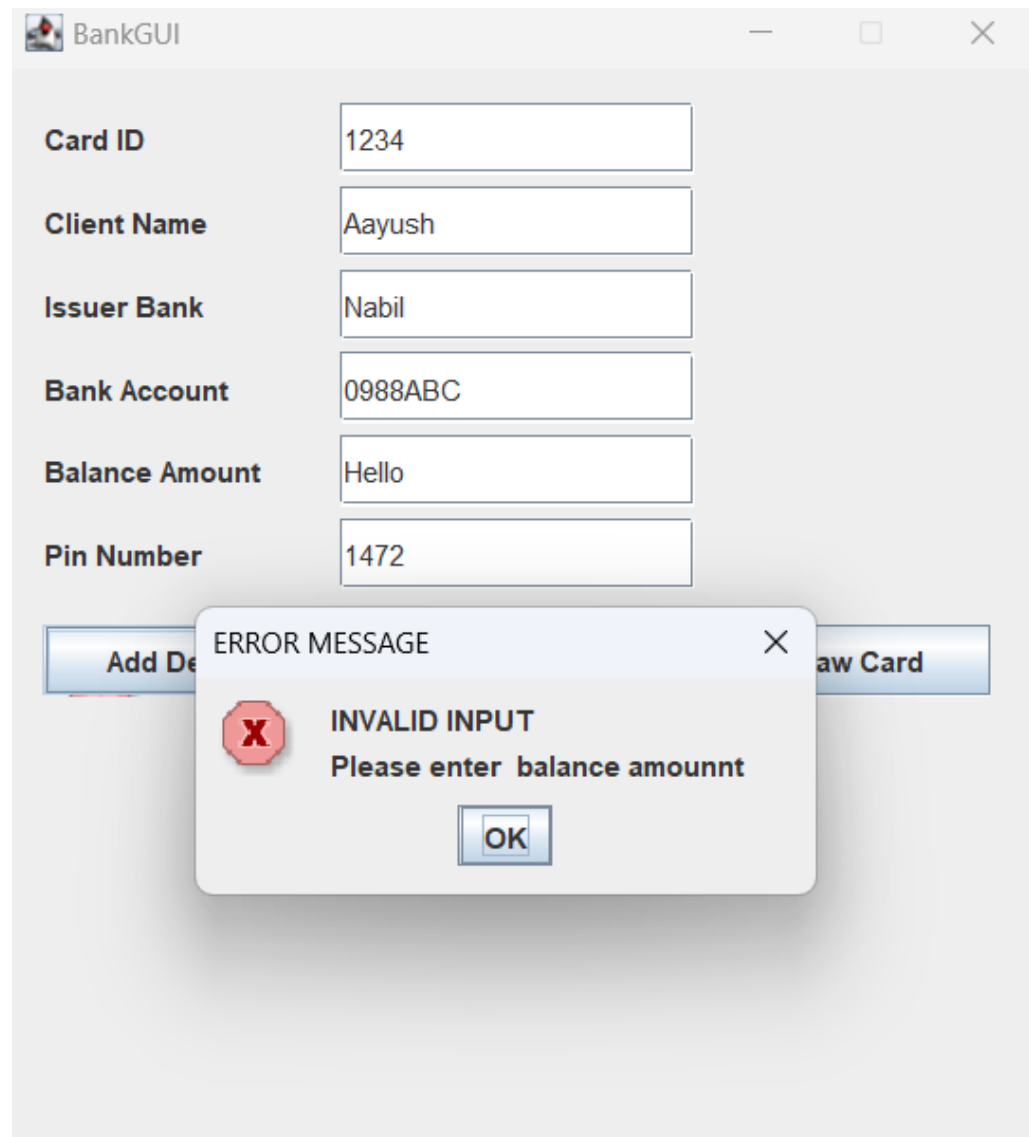 BankGUI
Card ID 1234
Client Name Aayush
Issuer Bank Nabil
Bank Account 0988ABC
Balance Amount Hello
Pin Number 1472
Add De aw Card
ERROR MESSAGE
INVALID INPUT
Please enter balance amounnt
OK